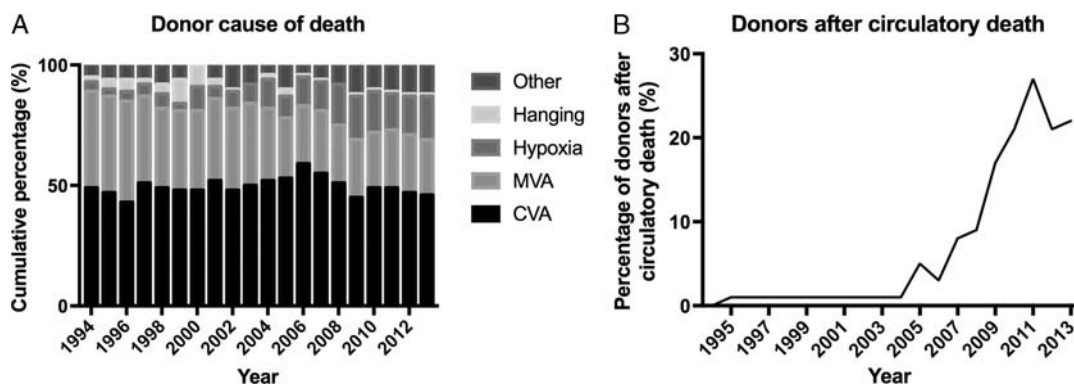 A
Donor cause of death
Cumulative percentage (%)
100
50
0
1994
1996
1998
2000
2002
2004
2006
2008
2010
2012
Year
Other
Hanging
Hypoxia
MVA
CVA
B
Donors after circulatory death
Percentage of donors after
circulatory death (%)
30
20
10
0
1995
1997
1999
2001
2003
2005
2007
2009
2011
2013
Year